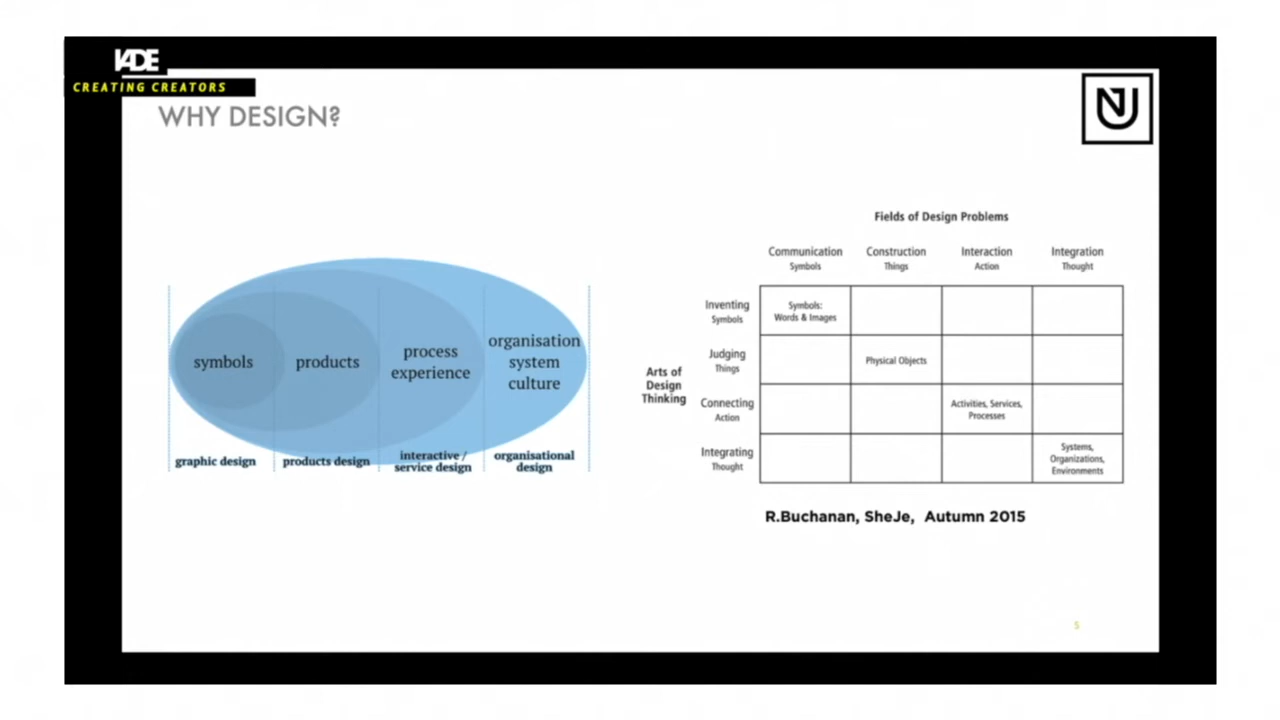 IADE
CREATING CREATORS
WHY DESIGN?
symbols
products
process
experience
organisation
system
culture
graphic design
products design
interactive /
service design
organisational
design
Fields of Design Problems
Communication
Symbols
Construction
Things
Interaction
Action
Integration
Thought
Arts of
Design
Thinking
Inventing
Symbols
Symbols:
Words & Images
Judging
Things
Physical Objects
Connecting
Action
Activities, Services,
Processes
Integrating
Thought
Systems,
Organizations,
Environments
R.Buchanan, SheJe, Autumn 2015
5